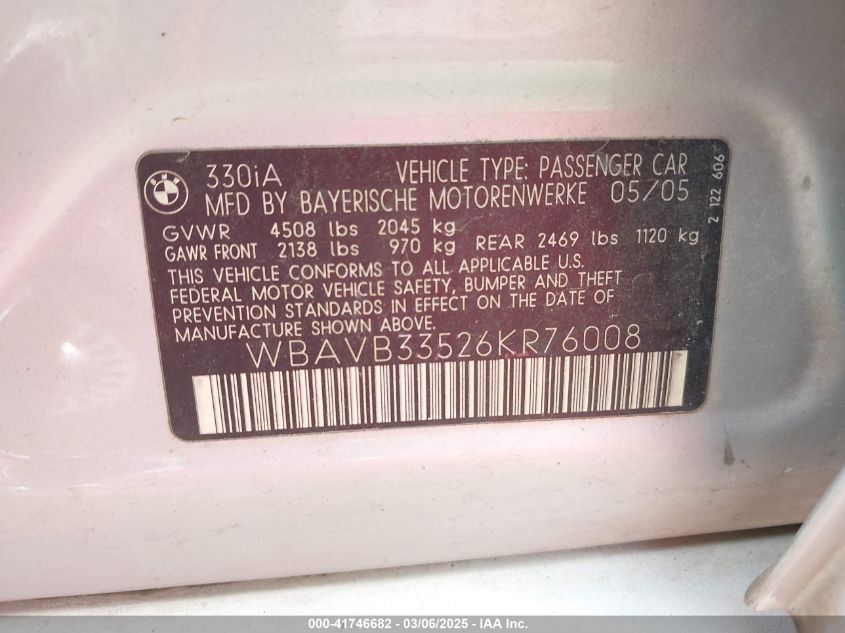 BMW
330iA VEHICLE TYPE: PASSENGER CAR
MFD BY BAYERISCHE MOTORENWERKE 05/05
GVWR 4508 lbs 2045 kg
GAWR FRONT 2138 lbs 970 kg REAR 2469 lbs 1120 kg
THIS VEHICLE CONFORMS TO ALL APPLICABLE U.S.
FEDERAL MOTOR VEHICLE SAFETY, BUMPER AND THEFT
PREVENTION STANDARDS IN EFFECT ON THE DATE OF
MANUFACTURE SHOWN ABOVE.
WBAVB33526KR76008
2 122 606
000-41746682 | 03/06/2025 — IAA Inc.